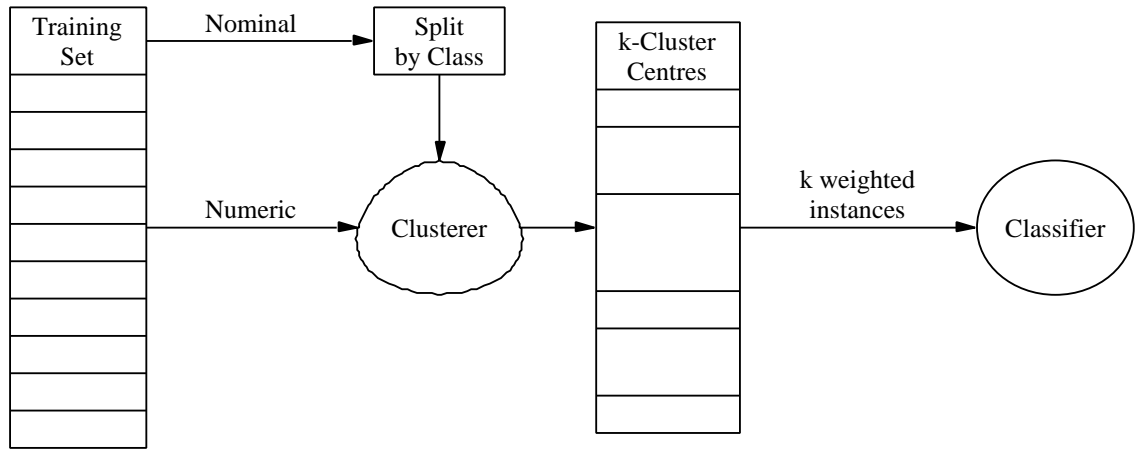 Training
Set
Nominal
Split
by Class
k-Cluster
Centres
Numeric
Clusterer
k weighted
instances
Classifier